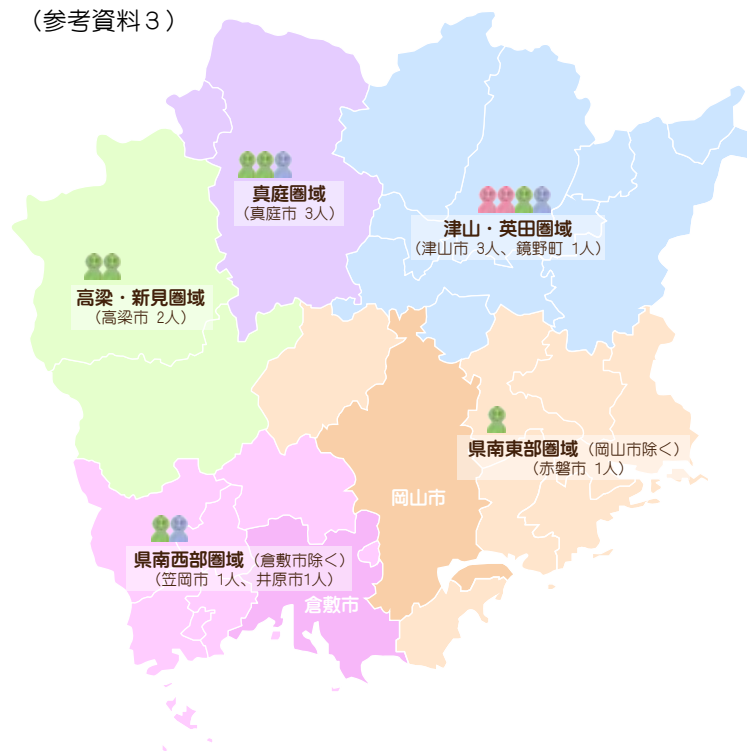 （参考資料３）
真庭圏域
（真庭市 3人）
津山・英田圏域
（津山市 3人、鏡野町 1人）
高梁・新見圏域
（高梁市 2人）
県南東部圏域（岡山市除く）
（赤磐市 1人）
岡山市
県南西部圏域（倉敷市除く）
（笠岡市 1人、井原市1人）
倉敷市